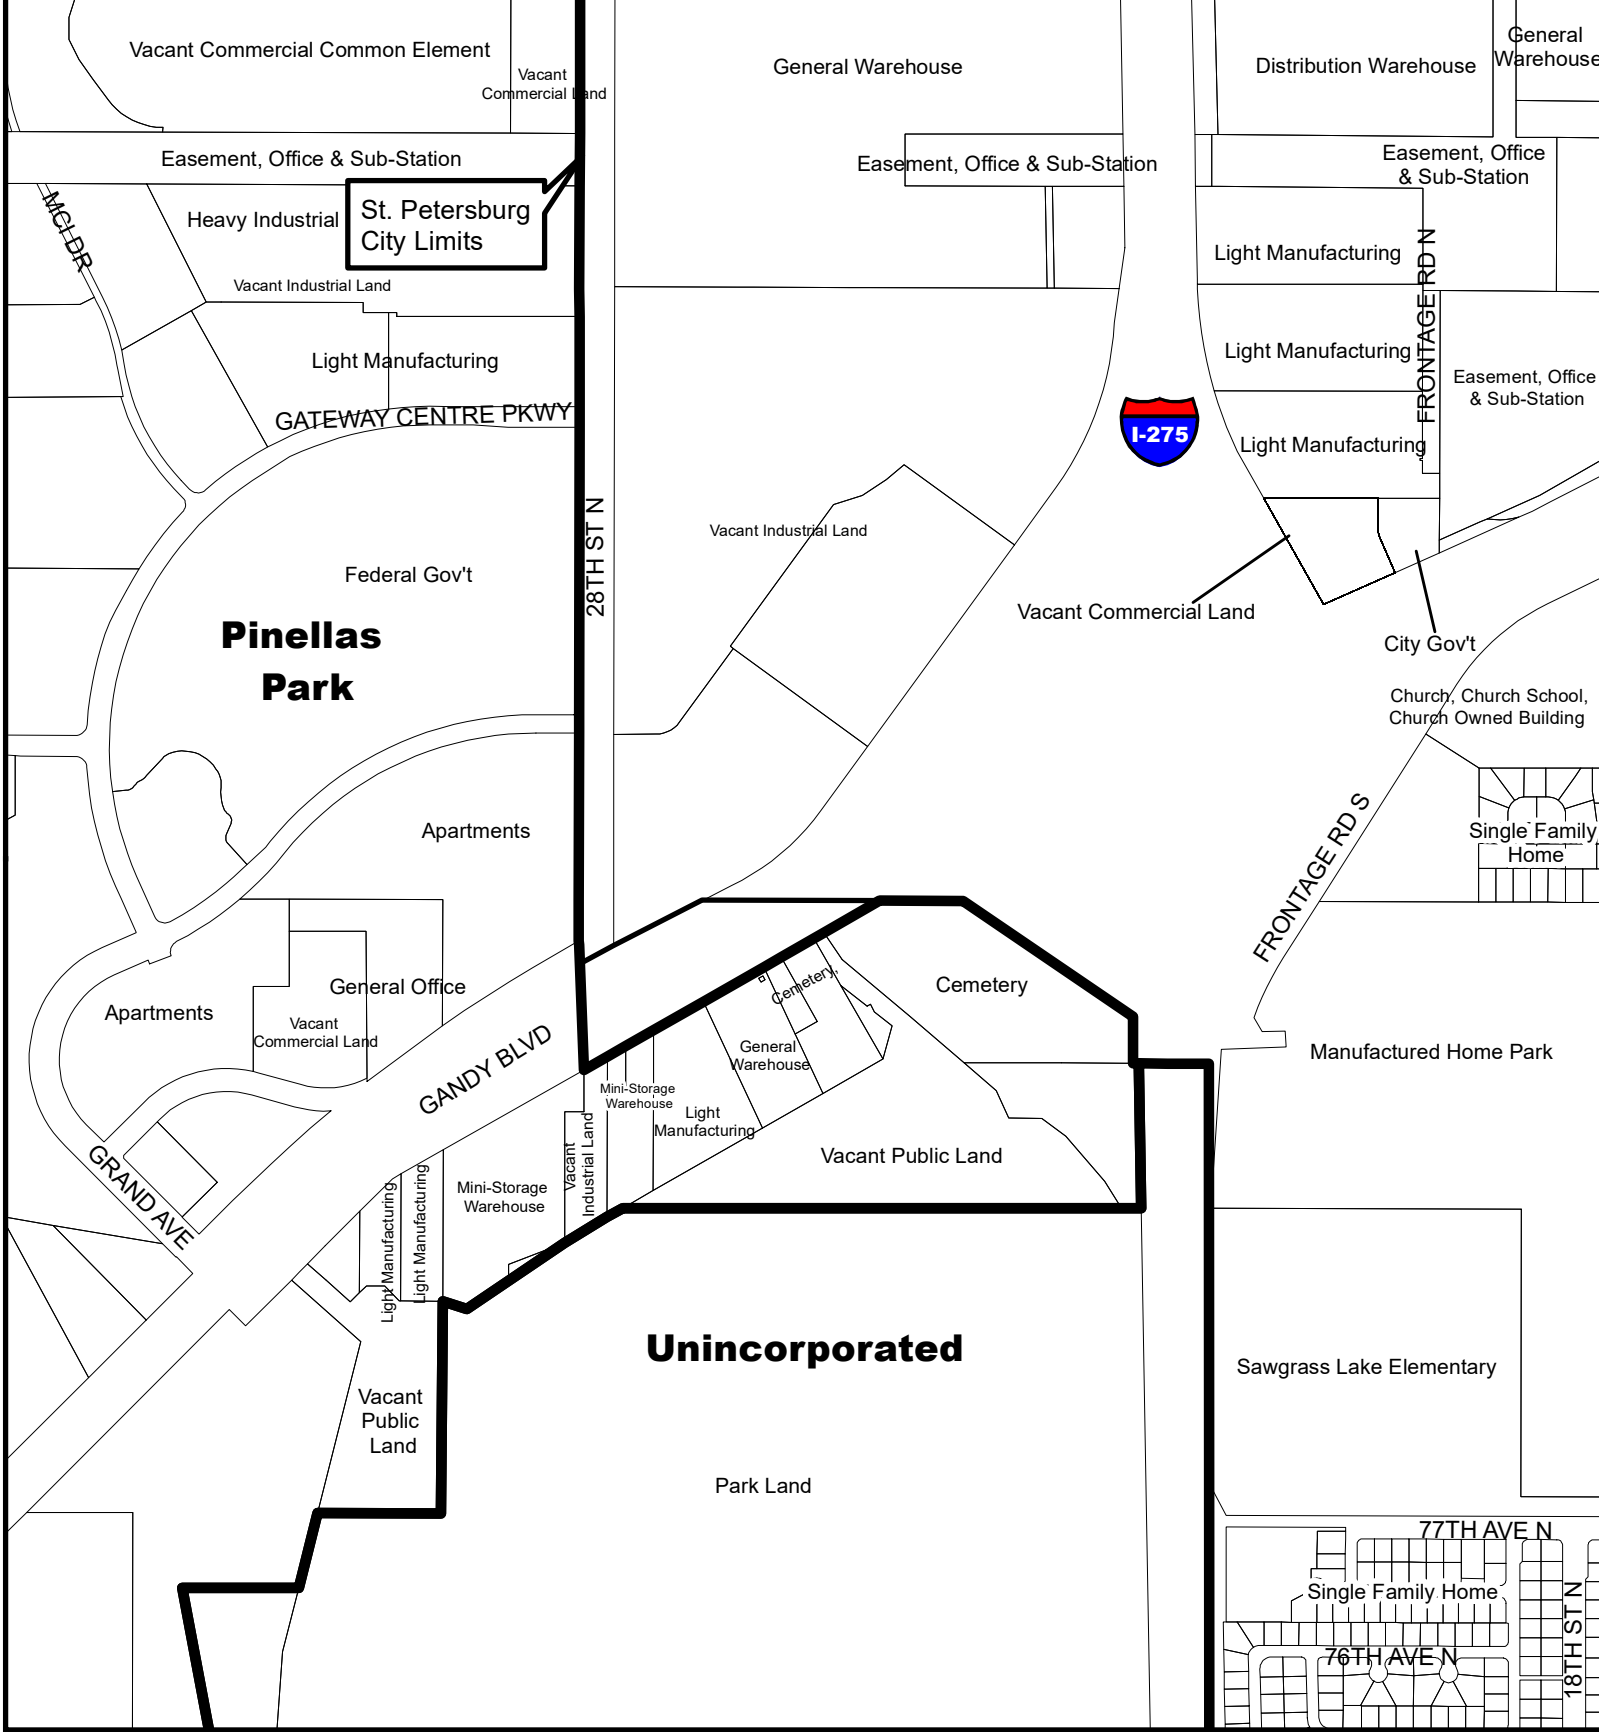 Vacant Commercial Common Element
Vacant
Commercial Land
General Warehouse
Distribution Warehouse
General
Warehouse
Easement, Office & Sub-Station
Easement, Office & Sub-Station
Easement, Office
& Sub-Station
MCI DR
Heavy Industrial
St. Petersburg
City Limits
Vacant Industrial Land
Light Manufacturing
FRONTAGE RD N
Light Manufacturing
Light Manufacturing
Easement, Office
& Sub-Station
GATEWAY CENTRE PKWY
I-275
Light Manufacturing
28TH ST N
Vacant Industrial Land
Federal Gov't
Vacant Commercial Land
City Gov't
Pinellas
Park
Church, Church School,
Church Owned Building
Apartments
Single Family
Home
FRONTAGE RD S
General Office
Cemetery,
Cemetery
Apartments
Vacant
Commercial Land
General
Warehouse
Manufactured Home Park
GANDY BLVD
Mini-Storage
Warehouse
Light
Manufacturing
Vacant
Industrial Land
Vacant Public Land
GRAND AVE
Light Manufacturing
Light Manufacturing
Mini-Storage
Warehouse
Unincorporated
Sawgrass Lake Elementary
Vacant
Public
Land
Park Land
77TH AVE N
Single Family Home
18TH ST N
76TH AVE N